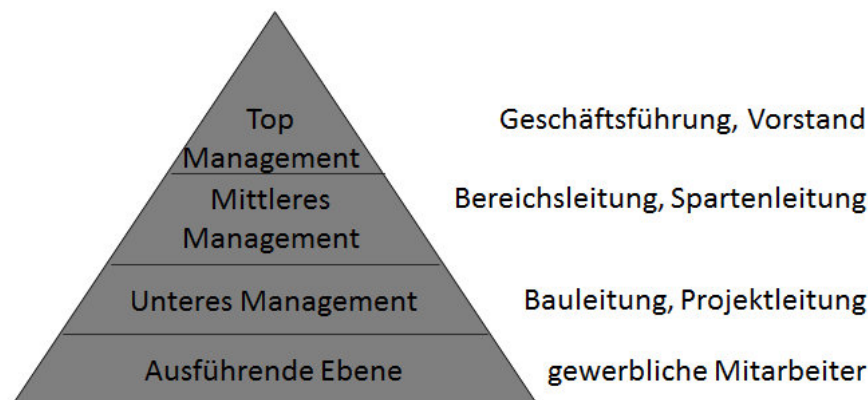 Top
Management
Geschäftsführung, Vorstand
Mittleres
Management
Bereichsleitung, Spartenleitung
Unteres Management
Bauleitung, Projektleitung
Ausführende Ebene
gewerbliche Mitarbeiter